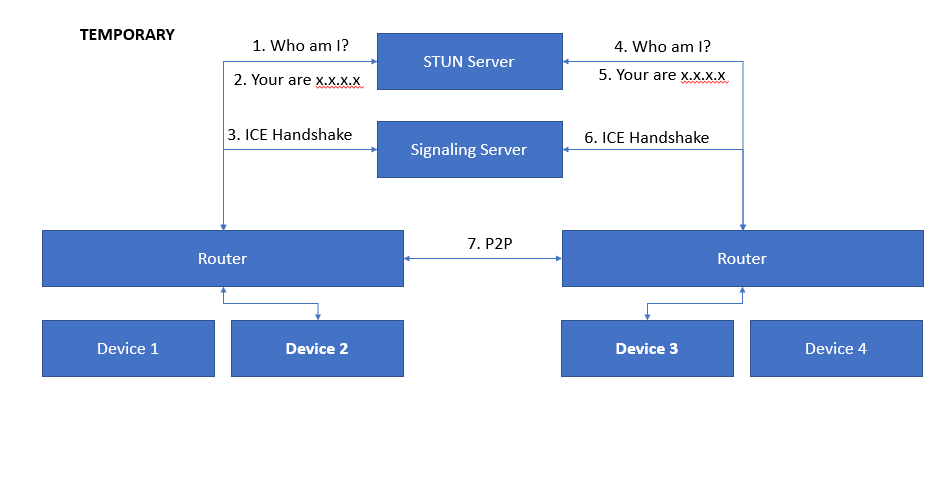 TEMPORARY
1. Who am I?
STUN Server
4. Who am I?
2. Your are x.x.x.x
5. Your are x.x.x.x
3. ICE Handshake
Signaling Server
6. ICE Handshake
Router
7. P2P
Router
Device 1
Device 2
Device 3
Device 4